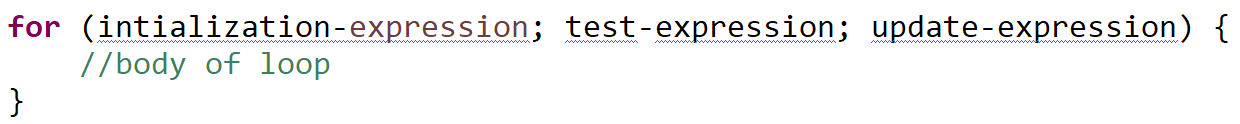 for (intialization-expression; test-expression; update-expression) {
    //body of loop
}